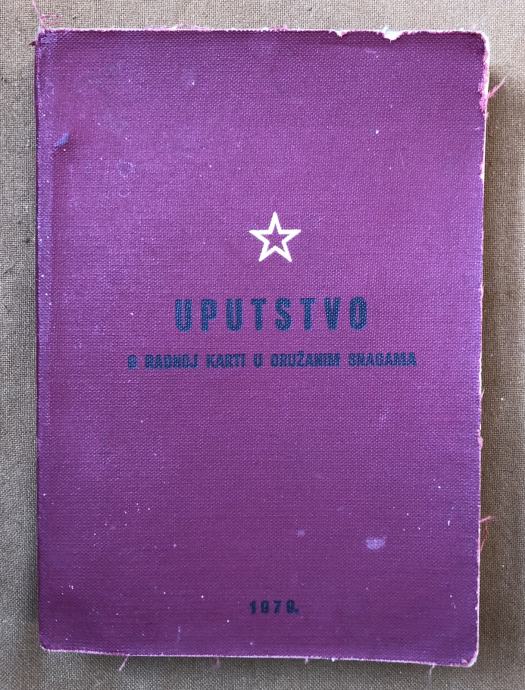 UPUTSTVO
O RADNOJ KARTI U ORUŽANIM SNAGAMA
1979.